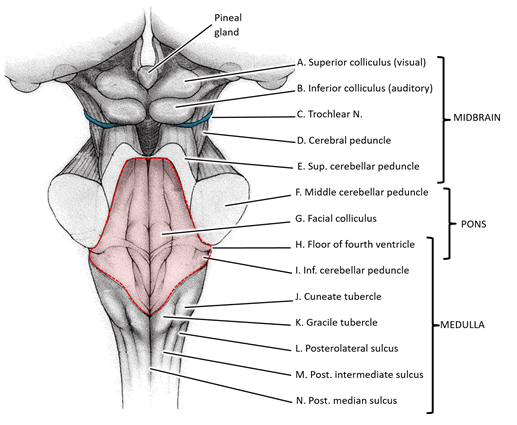 Pineal
gland
A. Superior colliculus (visual)
B. Inferior colliculus (auditory)
C. Trochlear N.
MIDBRAIN
D. Cerebral peduncle
E. Sup. cerebellar peduncle
F. Middle cerebellar peduncle
G. Facial colliculus
PONS
H. Floor of fourth ventricle
I. Inf. cerebellar peduncle
J. Cuneate tubercle
K. Gracile tubercle
MEDULLA
L. Posterolateral sulcus
M. Post. intermediate sulcus
N. Post. median sulcus